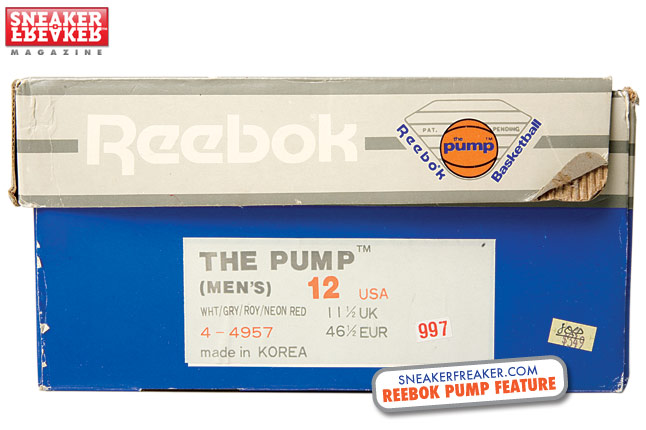 SNEAKER
FREAKER
MAGAZINE
Reebok
PAT. PENDING
the
pump™
Reebok Basketball
THE PUMP™
(MEN'S) 12 USA
WHT/GRY/ROY/NEON RED 11½ UK
4-4957 46½ EUR
made in KOREA
997
SNEAKERFREAKER.COM
REEBOK PUMP FEATURE